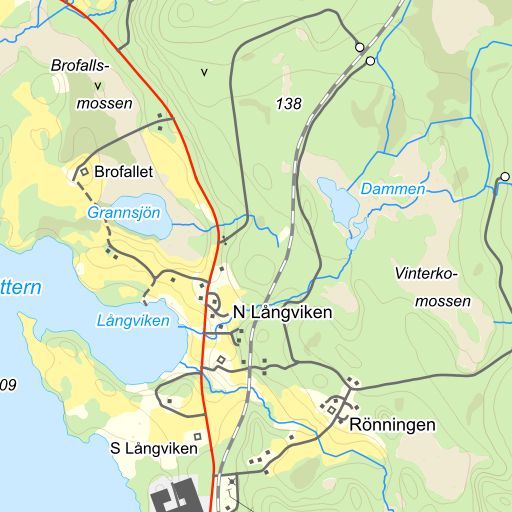 Brofalls-
mossen
138
Brofallet
Dammen
Grannsjön
Vinterko-
mossen
ttern
Långviken
N Långviken
09
Rönningen
S Långviken